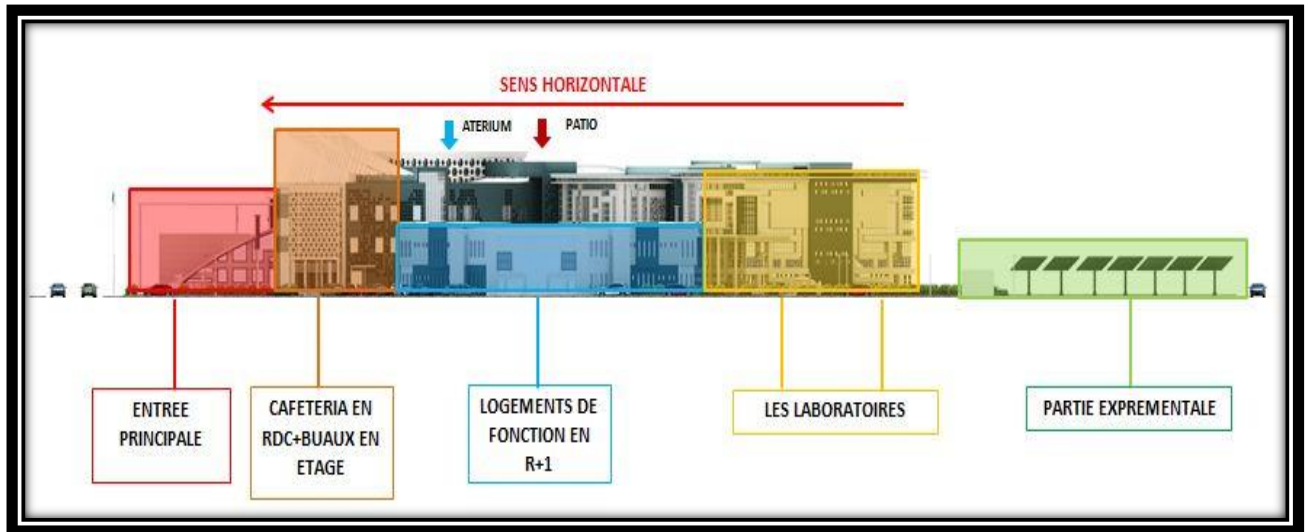 SENS HORIZONTALE
ATERIUM
PATIO
ENTREE
PRINCIPALE
CAFETERIA EN
RDC+BUAUX EN
ETAGE
LOGEMENTS DE
FONCTION EN
R+1
LES LABORATOIRES
PARTIE EXPREMENTALE